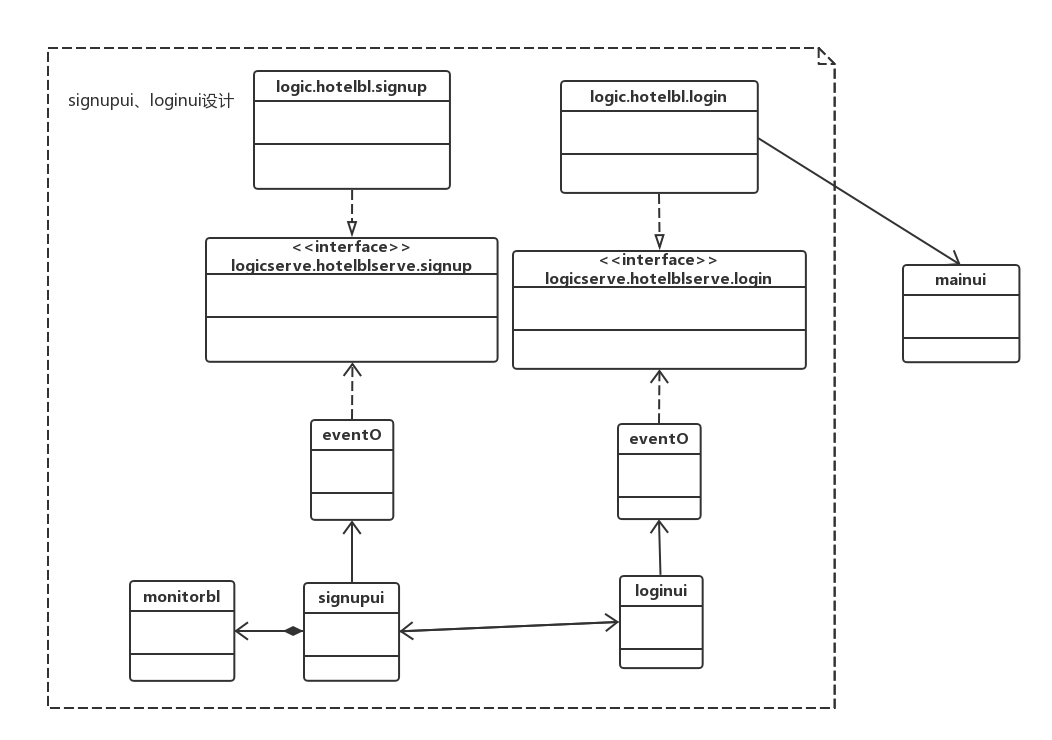 signupui、loginui设计
logic.hotelbl.signup
logic.hotelbl.login
<<interface>>
logicserve.hotelblserve.signup
<<interface>>
logicserve.hotelblserve.login
mainui
eventO
eventO
monitorbl
signupui
loginui